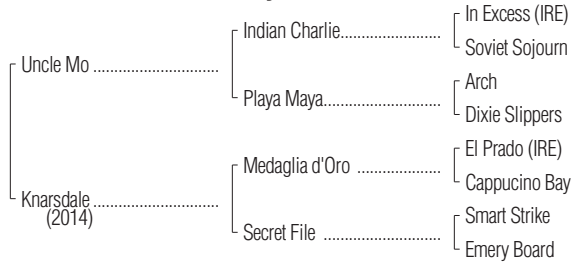 In Excess (IRE)
Indian Charlie....................
Soviet Sojourn
Uncle Mo .........................
Arch
Playa Maya........................
Dixie Slippers
El Prado (IRE)
Medaglia d'Oro .................
Cappucino Bay
Knarsdale .........................
(2014)
Smart Strike
Secret File ........................
Emery Board